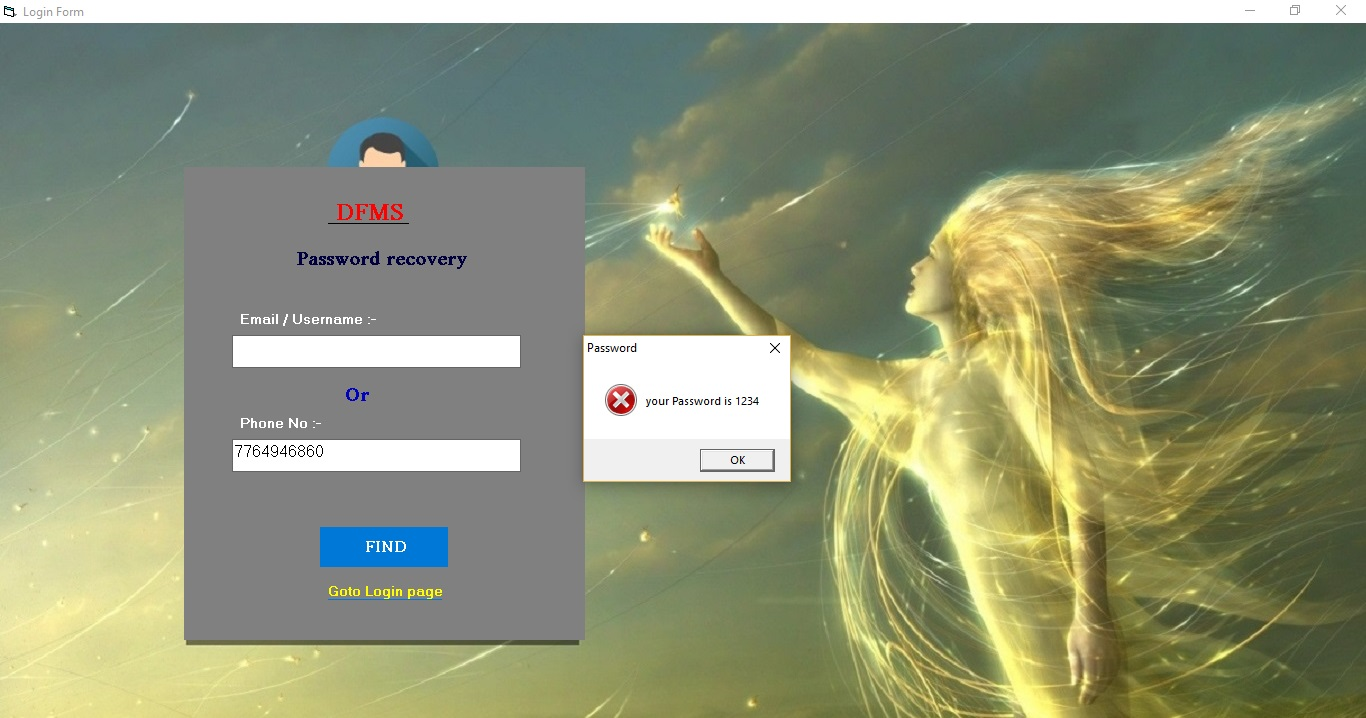 Login Form
DFMS
Password recovery
Email / Username :-
Or
Phone No :-
7764946860
FIND
Goto Login page
Password
your Password is 1234
OK